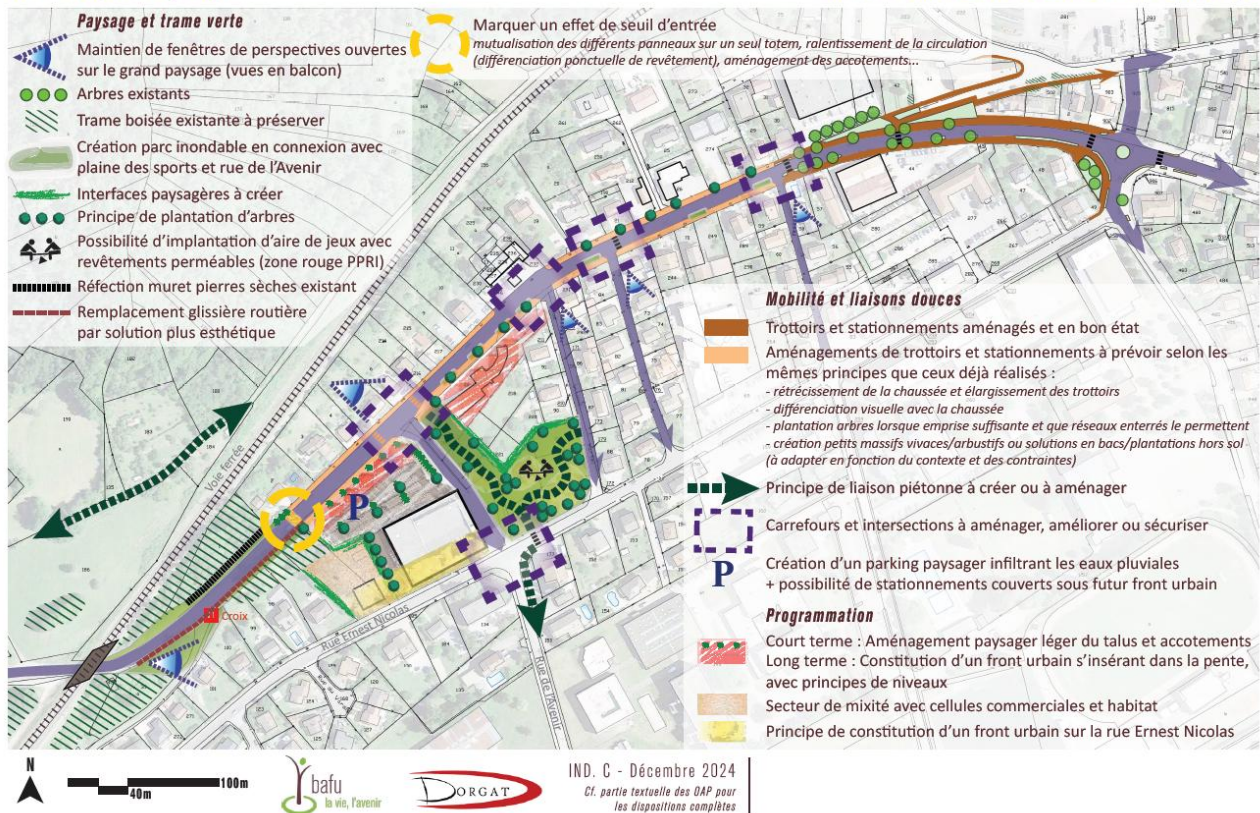 Paysage et trame verte
Maintien de fenêtres de perspectives ouvertes
sur le grand paysage (vues en balcon)
Arbres existants
Trame boisée existante à préserver
Création parc inondable en connexion avec
plaine des sports et rue de l'Avenir
Interfaces paysagères à créer
Principe de plantation d'arbres
Possibilité d'implantation d'aire de jeux avec
revêtements perméables (zone rouge PPRI)
Réfection muret pierres sèches existant
Remplacement glissière routière
par solution plus esthétique
Marquer un effet de seuil d'entrée
mutualisation des différents panneaux sur un seul totem, ralentissement de la circulation
(différenciation ponctuelle de revêtement), aménagement des accotements...
Voie ferrée
P
Croix
Rue Ernest Nicolas
Rue de l'Avenir
Mobilité et liaisons douces
Trottoirs et stationnements aménagés et en bon état
Aménagements de trottoirs et stationnements à prévoir selon les
mêmes principes que ceux déjà réalisés :
- rétrécissement de la chaussée et élargissement des trottoirs
- différenciation visuelle avec la chaussée
- plantation arbres lorsque emprise suffisante et que réseaux enterrés le permettent
- création petits massifs vivaces/arbustifs ou solutions en bacs/plantations hors sol
(à adapter en fonction du contexte et des contraintes)
Principe de liaison piétonne à créer ou à aménager
Carrefours et intersections à aménager, améliorer ou sécuriser
P
Création d'un parking paysager infiltrant les eaux pluviales
+ possibilité de stationnements couverts sous futur front urbain
Programmation
Court terme : Aménagement paysager léger du talus et accotements
Long terme : Constitution d'un front urbain s'insérant dans la pente,
avec principes de niveaux
Secteur de mixité avec cellules commerciales et habitat
Principe de constitution d'un front urbain sur la rue Ernest Nicolas
N
40m
100m
bafu
la vie, l'avenir
DORGAT
IND. C - Décembre 2024
Cf. partie textuelle des OAP pour
les dispositions complètes